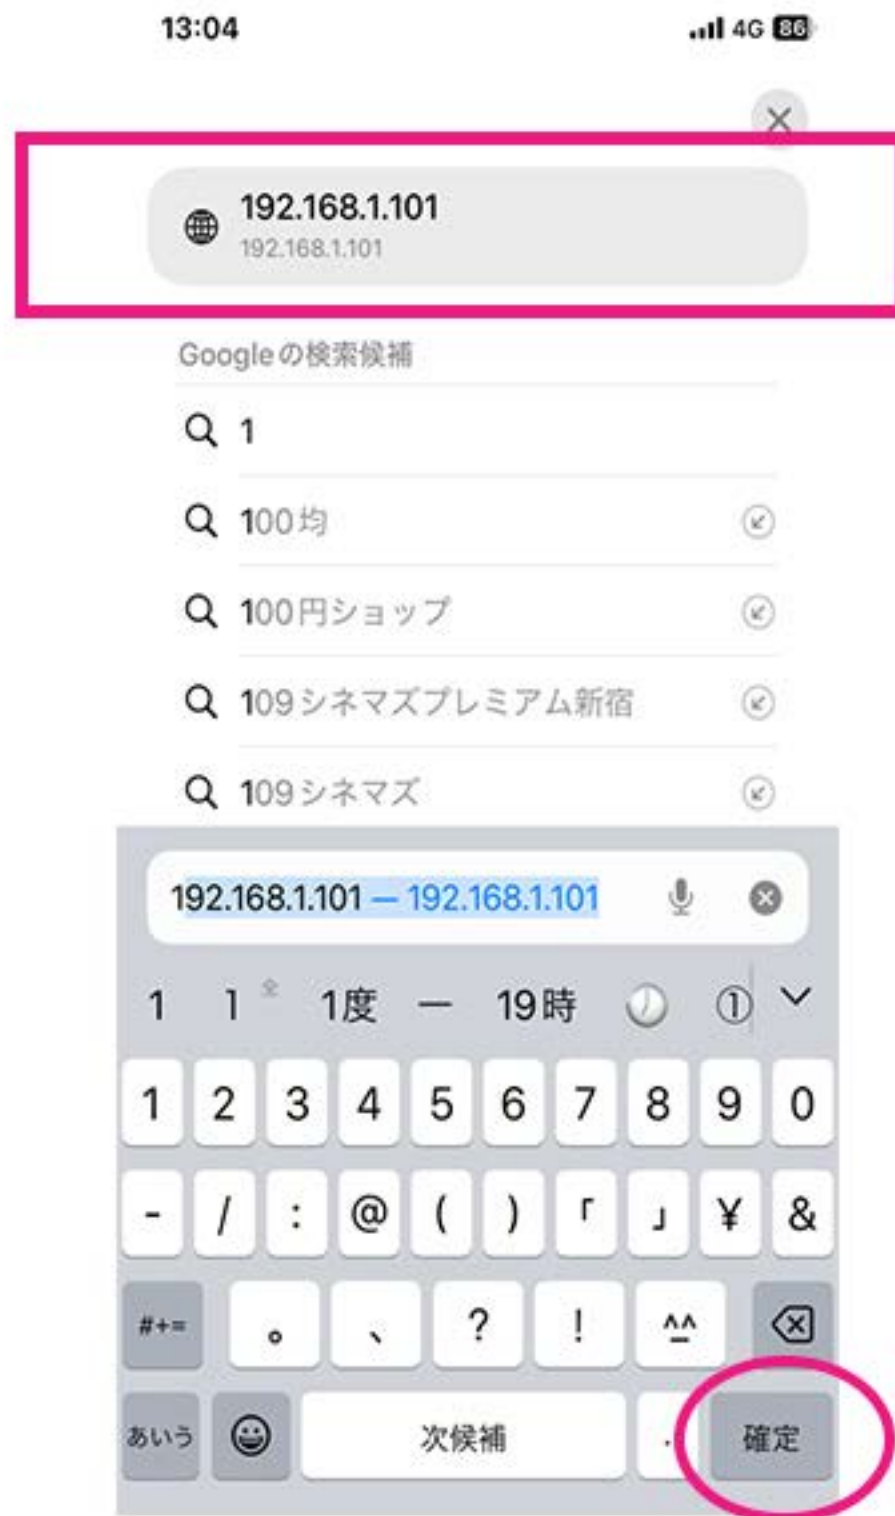 13:04 4G 86
192.168.1.101
192.168.1.101
Googleの検索候補
1
100均
100円ショップ
109シネマズプレミアム新宿
109シネマズ
192.168.1.101 — 192.168.1.101
1 1 全 1度 — 19時 ①
1 2 3 4 5 6 7 8 9 0
- / : @ ( ) 「 」 ¥ &
#+= 。 、 ? ! ^_^
あいう 次候補 . 確定